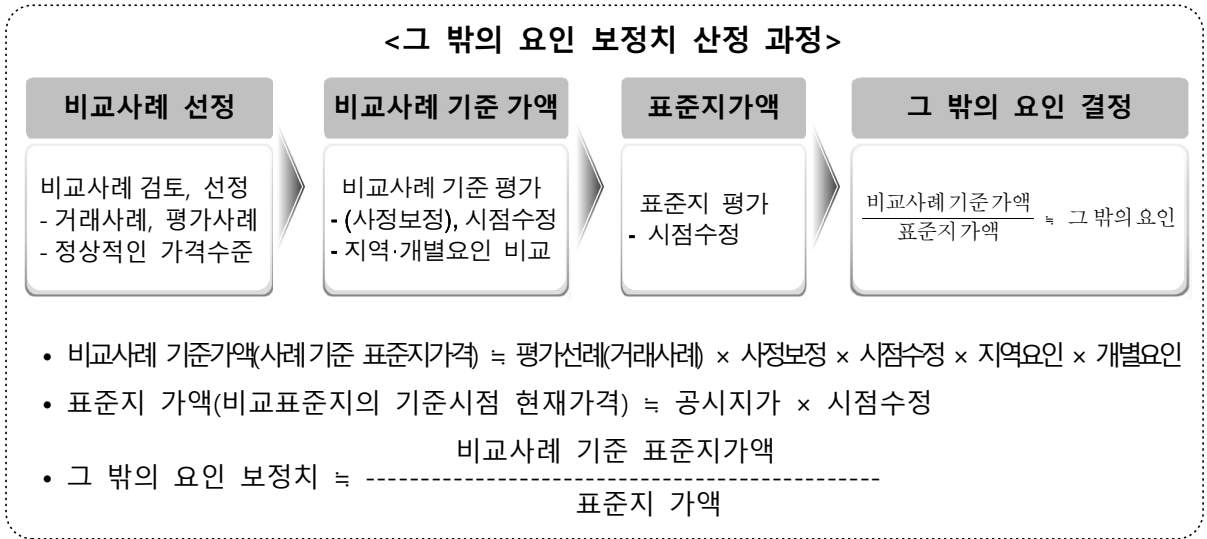 <그 밖의 요인 보정치 산정 과정>
비교사례 선정
비교사례 검토, 선정
- 거래사례, 평가사례
- 정상적인 가격수준
비교사례 기준 가액
비교사례 기준 평가
- (사정보정), 시점수정
- 지역·개별요인 비교
표준지가액
표준지 평가
- 시점수정
그 밖의 요인 결정
비교사례기준가액
표준지가액
≒ 그밖의요인
• 비교사례 기준가액(사례기준 표준지가격) ≒ 평가선례(거래사례) × 사정보정 × 시점수정 × 지역요인 × 개별요인
• 표준지 가액(비교표준지의 기준시점 현재가격) ≒ 공시지가 × 시점수정
비교사례 기준 표준지가액
• 그 밖의 요인 보정치 ≒ -----------------------------------------------
표준지 가액